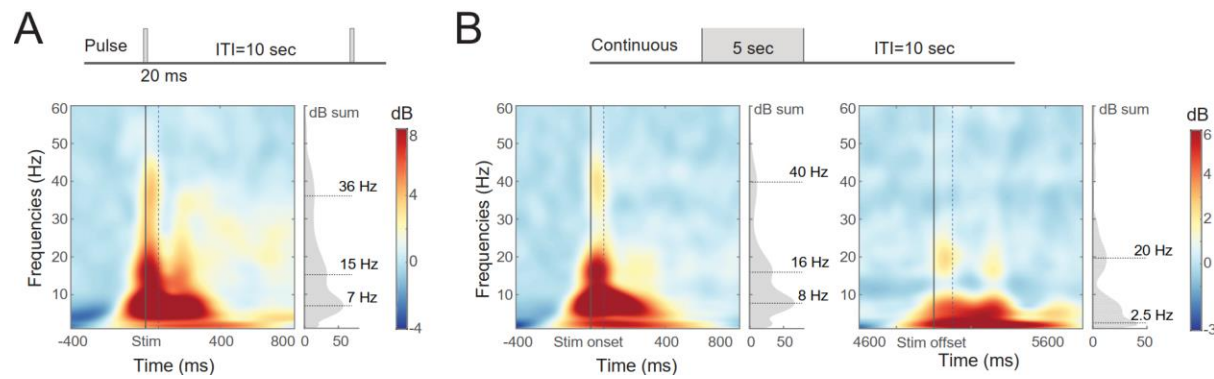 A
Pulse
ITI=10 sec
20 ms
B
Continuous
5 sec
ITI=10 sec
Frequencies (Hz)
60
50
40
30
20
10
-400
Stim
400
800
Time (ms)
dB sum
36 Hz
15 Hz
7 Hz
0
50
dB
8
4
0
-4
Frequencies (Hz)
60
50
40
30
20
10
-400
Stim onset
400
800
Time (ms)
dB sum
40 Hz
16 Hz
8 Hz
0
50
60
50
40
30
20
10
4600
Stim offset
5600
Time (ms)
dB sum
20 Hz
2.5 Hz
0
50
dB
6
4
2
0
-3